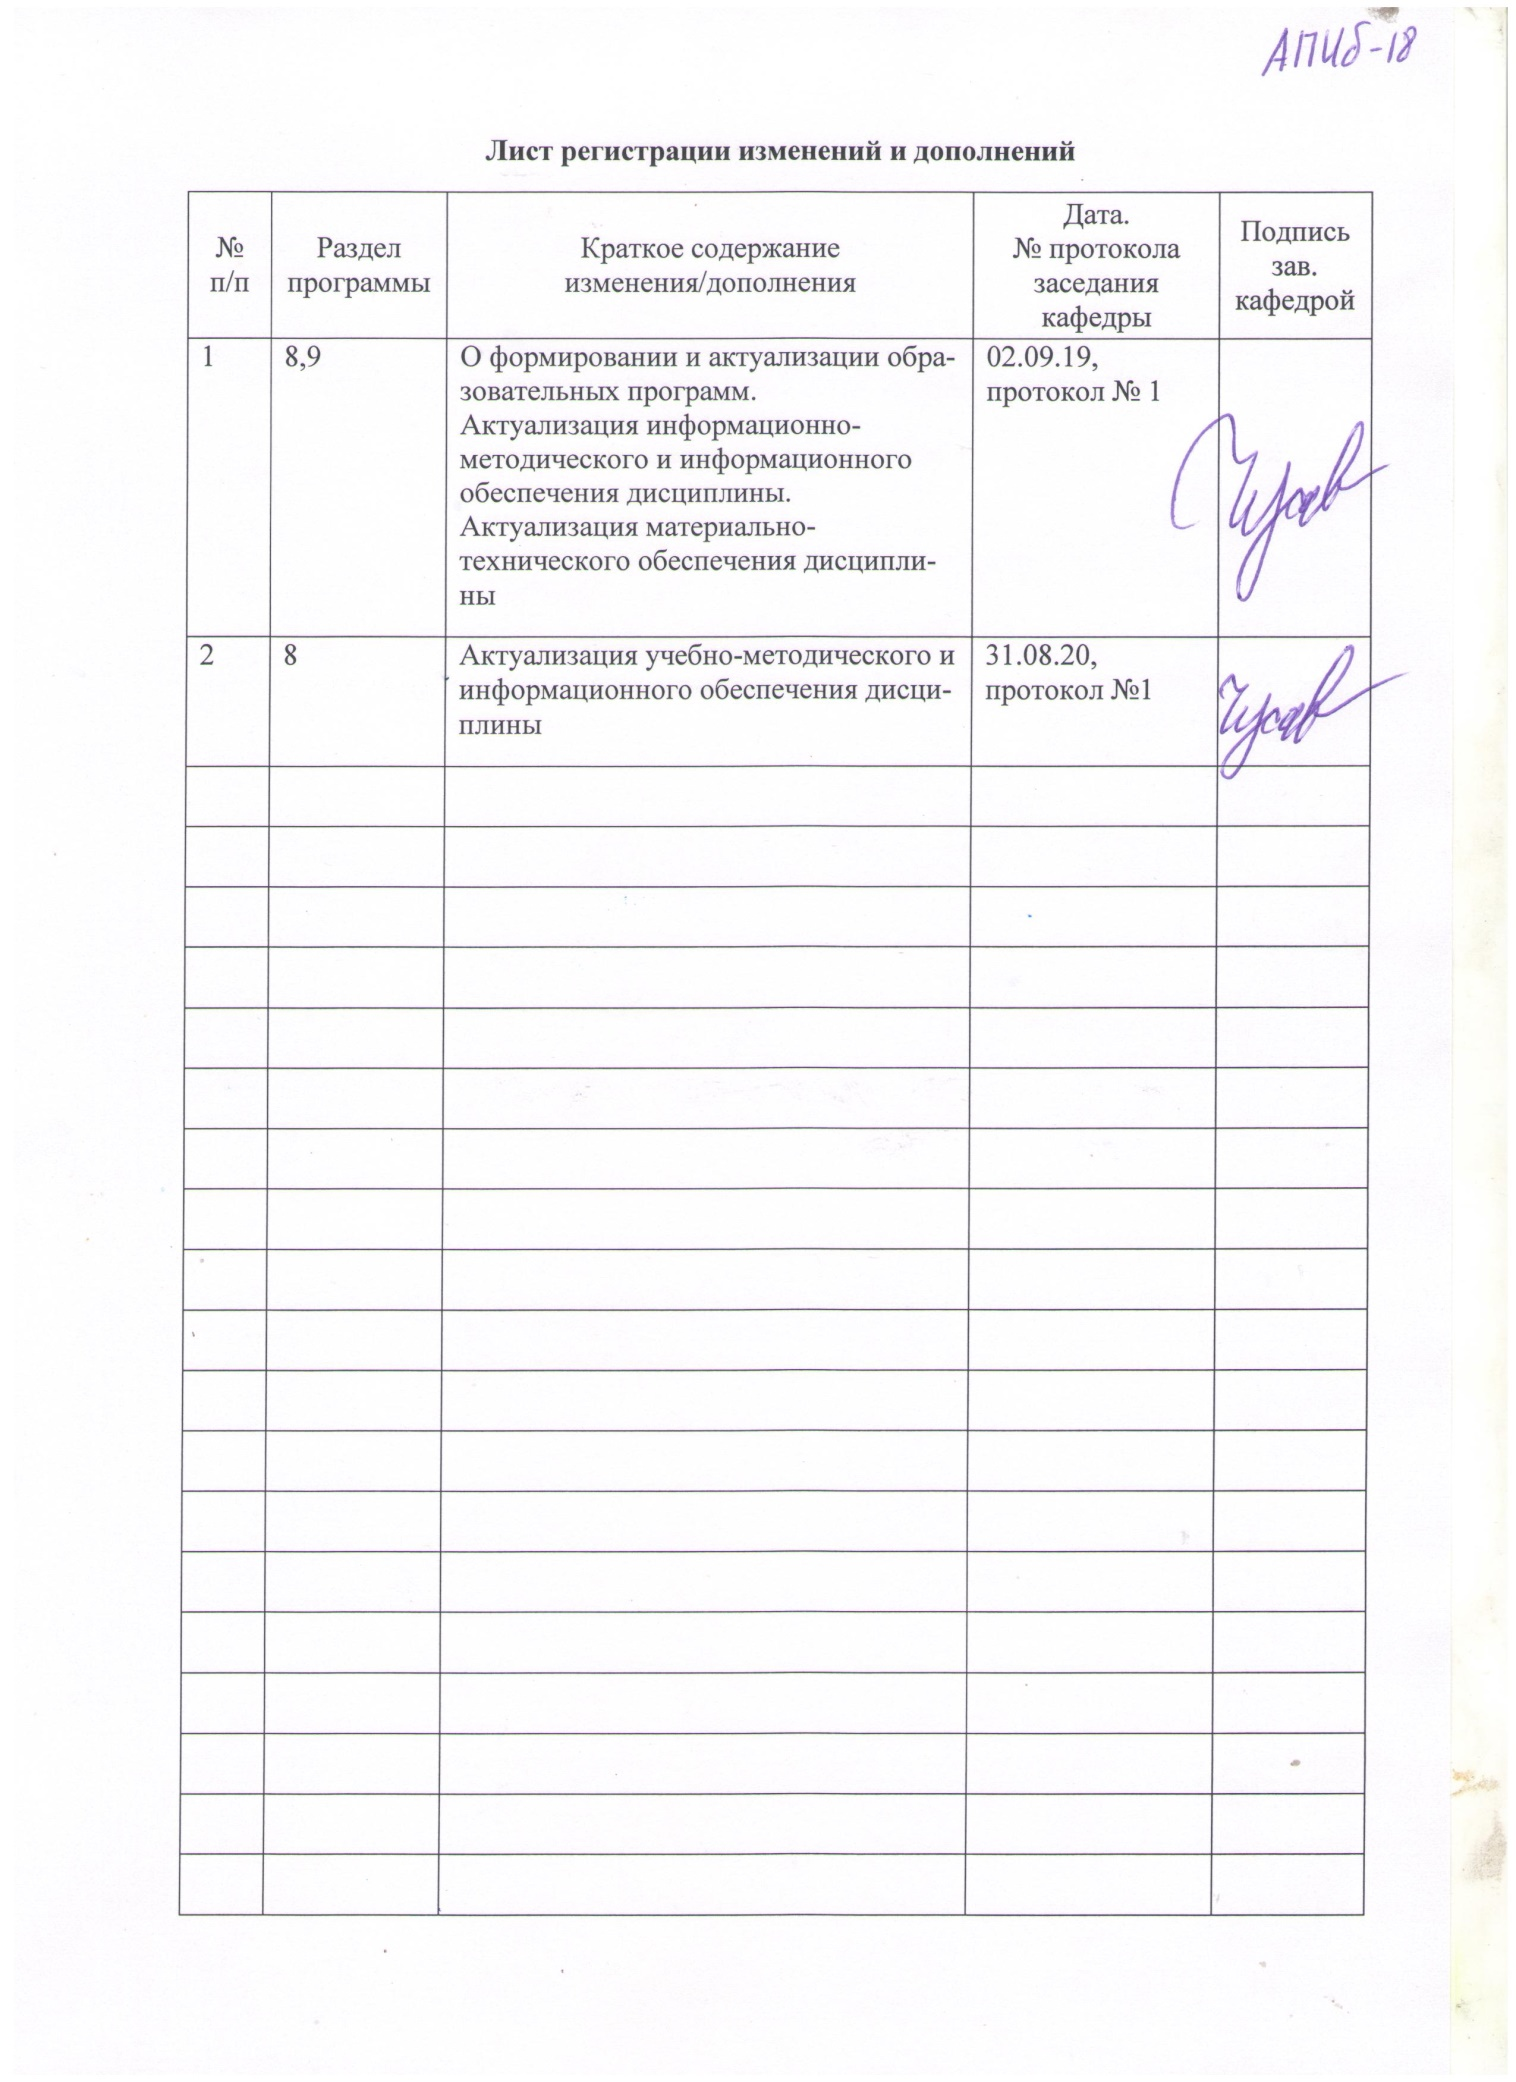 АПИб-18
Лист регистрации изменений и дополнений
№
п/п
Раздел
программы
Краткое содержание
изменения/дополнения
Дата.
№ протокола
заседания
кафедры
Подпись
зав.
кафедрой
1
8,9
О формировании и актуализации обра-
зовательных программ.
Актуализация информационно-
методического и информационного
обеспечения дисциплины.
Актуализация материально-
технического обеспечения дисципли-
ны
02.09.19,
протокол № 1
2
8
Актуализация учебно-методического и
информационного обеспечения дисци-
плины
31.08.20,
протокол №1